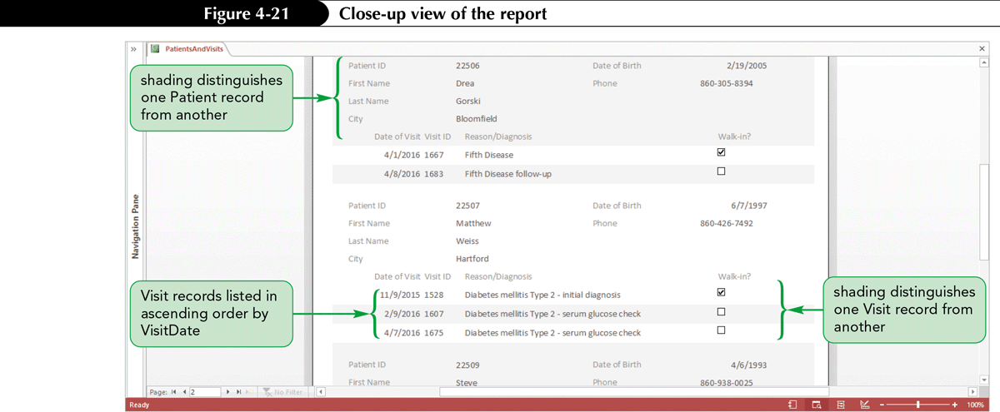 Figure 4-21 Close-up view of the report
PatientsAndVisits
shading distinguishes
one Patient record
from another
Patient ID 22506 Date of Birth 2/19/2005
First Name Drea Phone 860-305-8394
Last Name Gorski
City Bloomfield
Date of Visit Visit ID Reason/Diagnosis Walk-in?
4/1/2016 1667 Fifth Disease
4/8/2016 1683 Fifth Disease follow-up
Navigation Pane
Patient ID 22507 Date of Birth 6/7/1997
First Name Matthew Phone 860-426-7492
Last Name Weiss
City Hartford
Date of Visit Visit ID Reason/Diagnosis Walk-in?
Visit records listed in
ascending order by
VisitDate
11/9/2015 1528 Diabetes mellitis Type 2 - initial diagnosis
2/9/2016 1607 Diabetes mellitis Type 2 - serum glucose check
4/7/2016 1675 Diabetes mellitis Type 2 - serum glucose check
shading distinguishes
one Visit record from
another
Patient ID 22509 Date of Birth 4/6/1993
First Name Steve Phone 860-938-0025
Page: 2 No Filter
Ready 100%